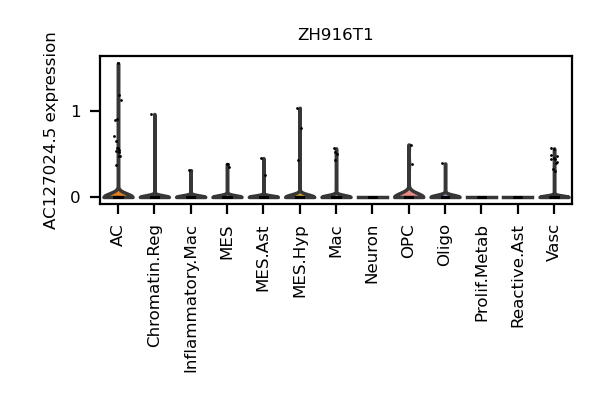 ZH916T1
AC127024.5 expression
1
0
AC
Chromatin.Reg
Inflammatory.Mac
MES
MES.Ast
MES.Hyp
Mac
Neuron
OPC
Oligo
Prolif.Metab
Reactive.Ast
Vasc